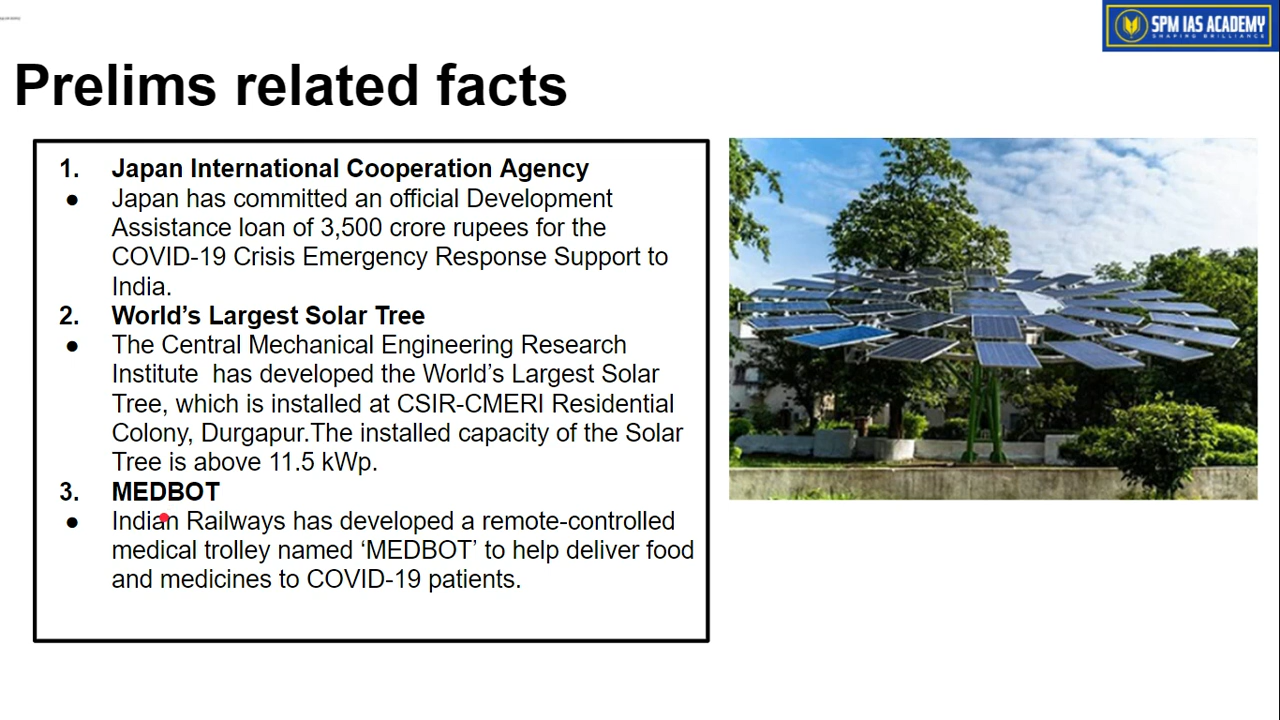 SPM IAS ACADEMY
SHAPING BRILLIANCE
Prelims related facts
1. Japan International Cooperation Agency
● Japan has committed an official Development
Assistance loan of 3,500 crore rupees for the
COVID-19 Crisis Emergency Response Support to
India.
2. World’s Largest Solar Tree
● The Central Mechanical Engineering Research
Institute  has developed the World’s Largest Solar
Tree, which is installed at CSIR-CMERI Residential
Colony, Durgapur.The installed capacity of the Solar
Tree is above 11.5 kWp.
3. MEDBOT
● Indian Railways has developed a remote-controlled
medical trolley named ‘MEDBOT’ to help deliver food
and medicines to COVID-19 patients.